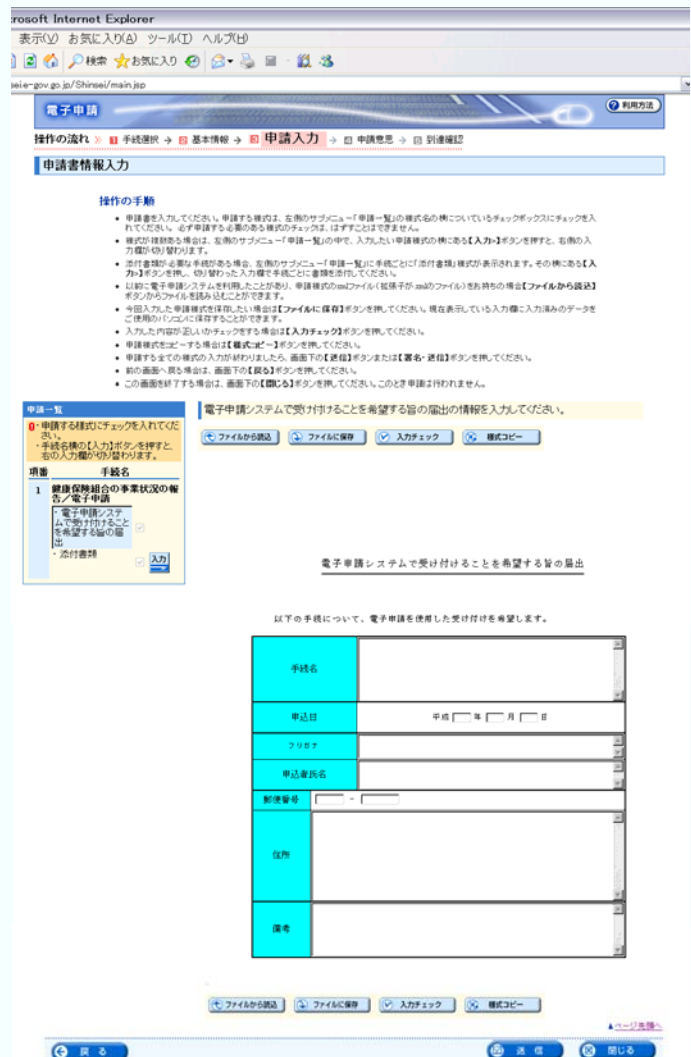 rosoft Internet Explorer
表示(V) お気に入り(A) ツール(T) ヘルプ(H)
検索 お気に入り
sei.e-gov.go.jp/Shinsei/main.jsp
電子申請
利用方法
操作の流れ 手続選択 → 基本情報 → 申請入力 → 申請意思 → 到達確認
申請書情報入力
操作の手順
• 申請書を入力してください。申請する様式は、左側のサブメニュー「申請一覧」の様式名の横についているチェックボックスにチェックを入
れてください。必ず申請する必要のある様式のチェックは、はずすことはできません。
• 様式が複数ある場合は、左側のサブメニュー「申請一覧」の中で、入力したい申請様式の横にある【入力>】ボタンを押すと、右側の入
力欄が切り替わります。
• 添付書類が必要な手続がある場合、左側のサブメニュー「申請一覧」に手続ごとに「添付書類」様式が表示されます。その横にある【入
力>】ボタンを押し、切り替わった入力欄で手続ごとに書類を添付してください。
• 以前に電子申請システムを利用したことがあり、申請様式のxmlファイル(拡張子が.xmlのファイル)をお持ちの場合【ファイルから読込】
ボタンからファイルを読み込むことができます。
• 今回入力した申請様式を保存したい場合は【ファイルに保存】ボタンを押してください。現在表示している入力欄に入力済みのデータを
ご使用のパソコンに保存することができます。
• 入力した内容が正しいかチェックをする場合は【入力チェック】ボタンを押してください。
• 申請様式をコピーする場合は【様式コピー】ボタンを押してください。
• 申請する全ての様式の入力が終わりましたら、画面下の【送信】ボタンまたは【署名・送信】ボタンを押してください。
• 前の画面へ戻る場合は、画面下の【戻る】ボタンを押してください。
• この画面を終了する場合は、画面下の【閉じる】ボタンを押してください。このとき申請は行われません。
申請一覧
・申請する様式にチェックを入れてくだ
さい。
・手続名横の【入力】ボタンを押すと、
右の入力欄が切り替わります。
項番 手続名
1 健康保険組合の事業状況の報
告／電子申請
・電子申請システ
ムで受け付けること
を希望する旨の届
出
・添付書類
入力
電子申請システムで受け付けることを希望する旨の届出の情報を入力してください。
ファイルから読込 ファイルに保存 入力チェック 様式コピー
電子申請システムで受け付けることを希望する旨の届出
以下の手続について、電子申請を使用した受け付けを希望します。
手続名
申込日 平成 年 月 日
フリガナ
申込者氏名
郵便番号 -
住所
備考
ファイルから読込 ファイルに保存 入力チェック 様式コピー
▲ページ先頭へ
戻る 送信 閉じる